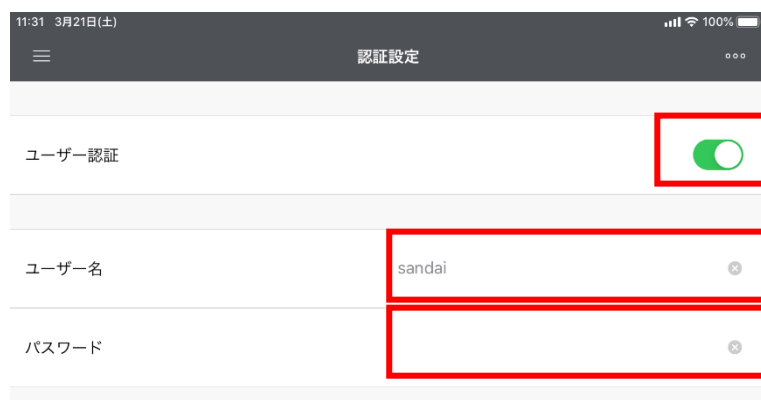 11:31 3月21日(土) 100%
認証設定
ユーザー認証
ユーザー名 sandai
パスワード